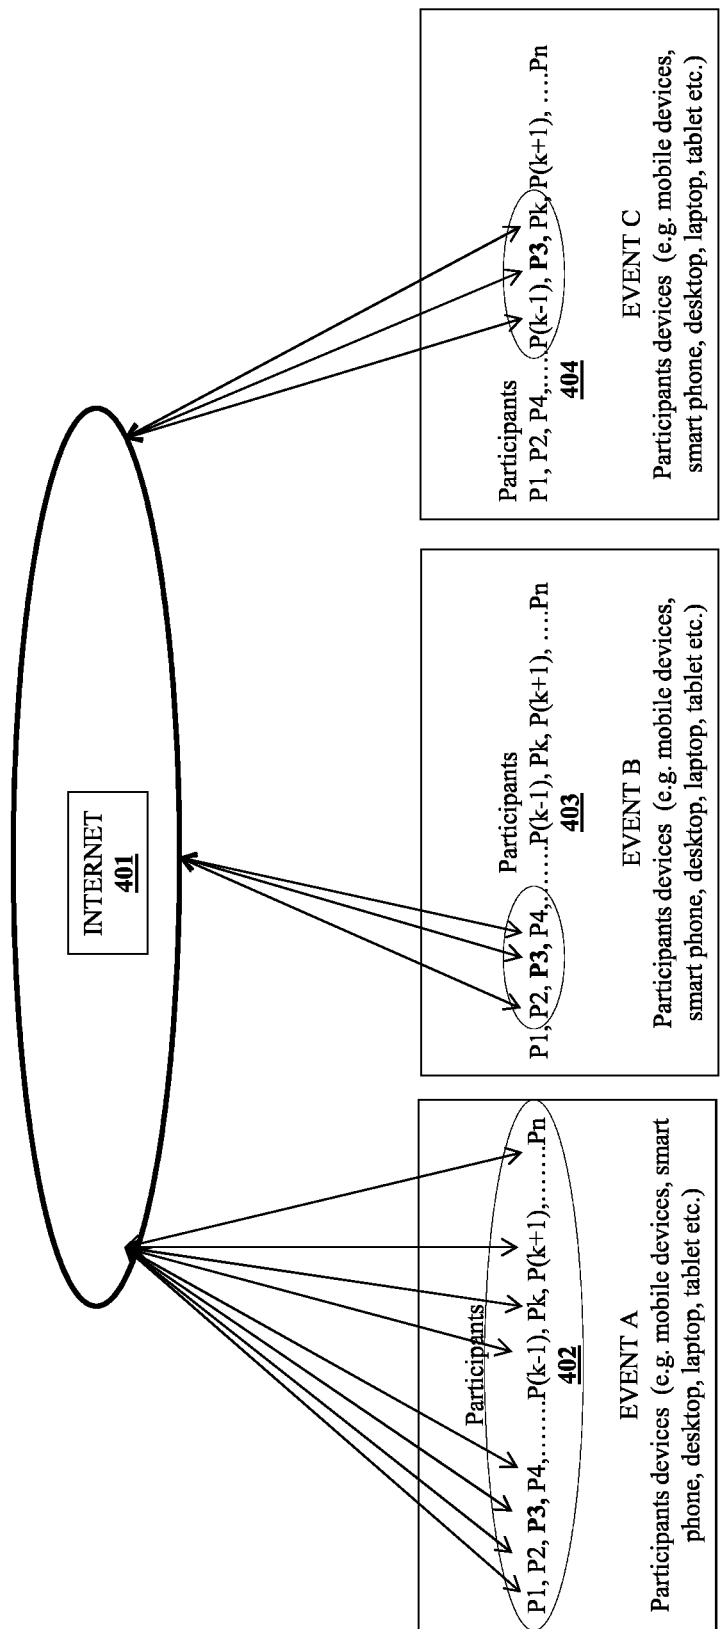 INTERNET
401
Participants
P1, P2, P3, P4,.......P(k-1), Pk, P(k+1),.......Pn
402
EVENT A
Participants devices (e.g. mobile devices, smart
phone, desktop, laptop, tablet etc.)
Participants
P1, P2, P3, P4,.......P(k-1), Pk, P(k+1), ....Pn
403
EVENT B
Participants devices (e.g. mobile devices,
smart phone, desktop, laptop, tablet etc.)
Participants
P1, P2, P4,.....P(k-1), P3, Pk, P(k+1), ....Pn
404
EVENT C
Participants devices (e.g. mobile devices,
smart phone, desktop, laptop, tablet etc.)